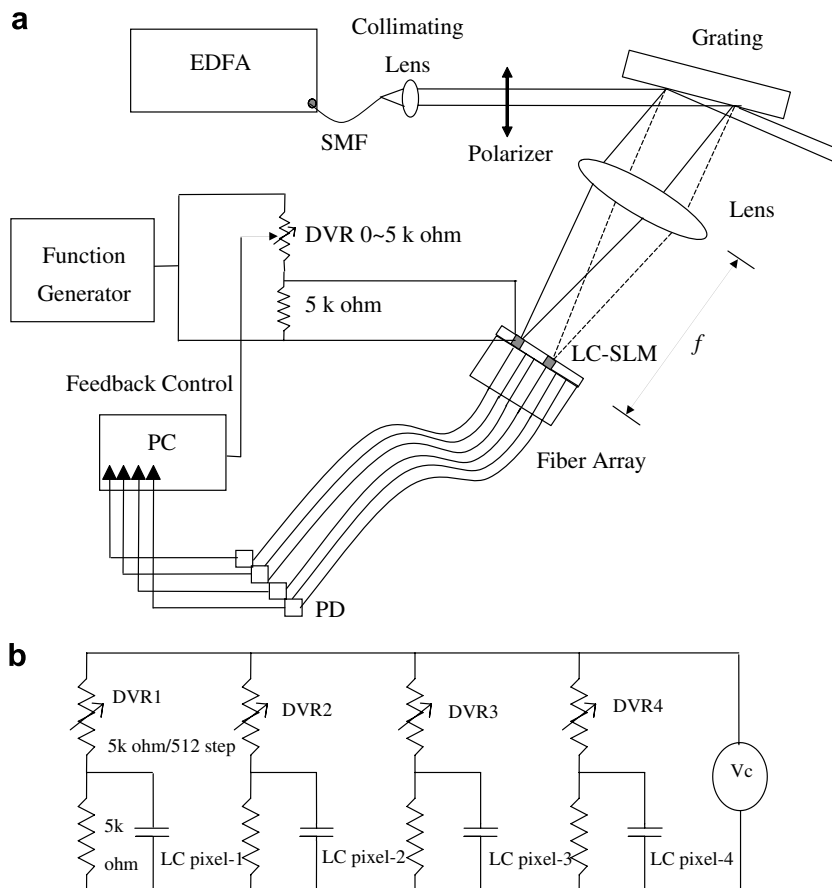 a
EDFA
Collimating
Lens
SMF
Polarizer
Grating
Lens
Function
Generator
DVR 0~5 k ohm
5 k ohm
LC-SLM
f
Feedback Control
PC
Fiber Array
PD
b
DVR1
DVR2
DVR3
DVR4
5k ohm/512 step
Vc
5k
ohm
LC pixel-1
LC pixel-2
LC pixel-3
LC pixel-4